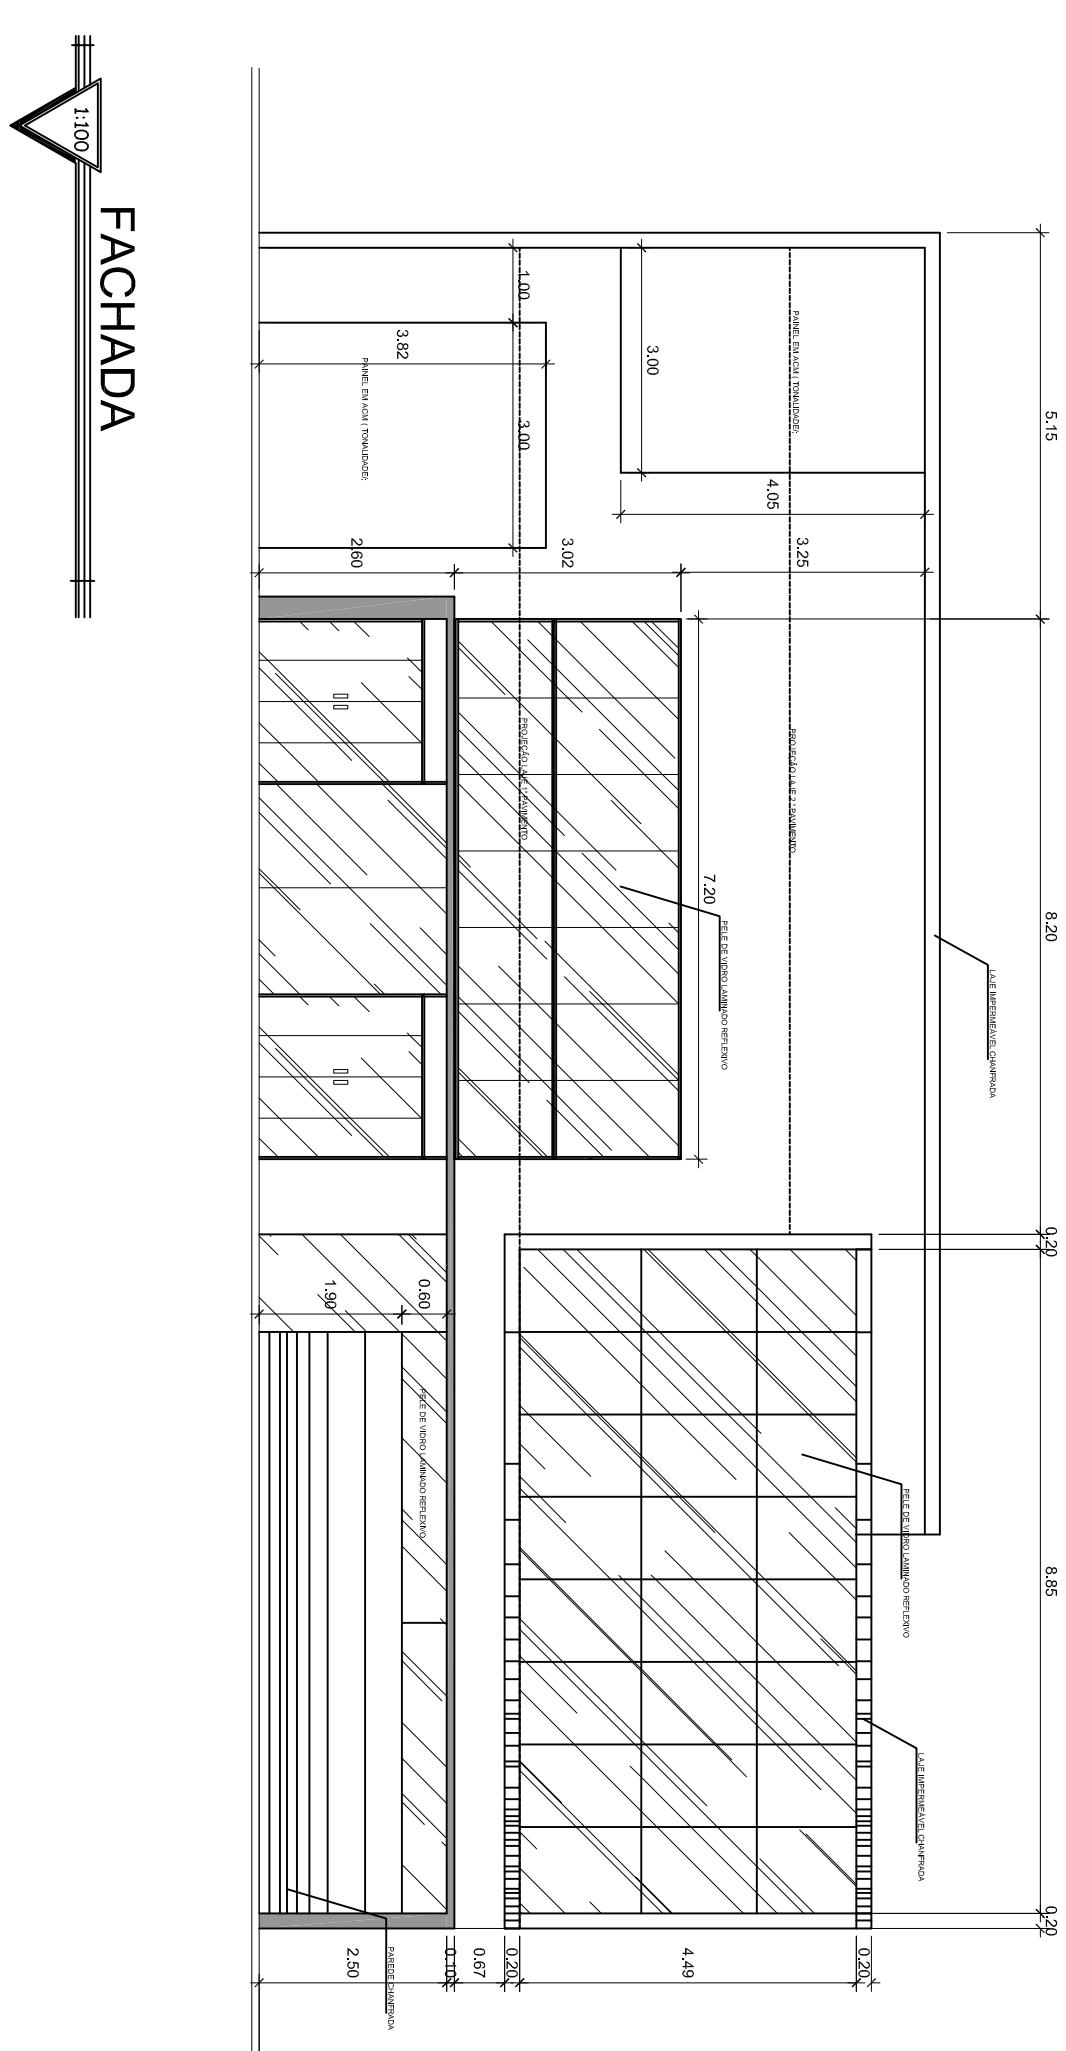 5.15
8.20
0.20
8.85
0.20
LAJE IMPERMEÁVEL CHANFRADA
PAINEL EM ACM ( TONALIDADE/;
PROJEÇÃO LAJE 2° PAVIMENTO
PELE DE VIDRO LAMINADO REFLEXIVO
LAJE IMPERMEÁVEL CHANFRADA
3.00
4.05
3.25
7.20
PELE DE VIDRO LAMINADO REFLEXIVO
1.00
3.00
3.02
PROJEÇÃO LAJE 1° PAVIMENTO
3.82
PAINEL EM ACM ( TONALIDADE/;
2.60
0.60
1.90
PELE DE VIDRO LAMINADO REFLEXIVO
0.20
4.49
0.20
0.67
0.10
2.50
PAREDE CHANFRADA
FACHADA
1:100